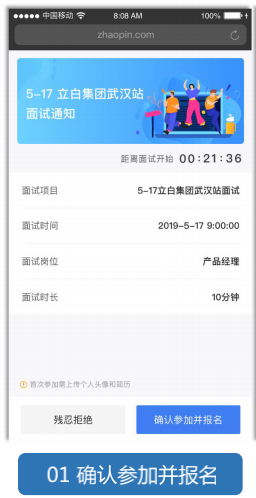 中国移动 8:08 AM 100%
zhaopin.com
5-17 立白集团武汉站
面试通知
距离面试开始 00:21:36
面试项目 5-17立白集团武汉站面试
面试时间 2019-5-17 9:00:00
面试岗位 产品经理
面试时长 10分钟
首次参加需上传个人头像和简历
残忍拒绝 确认参加并报名
01 确认参加并报名